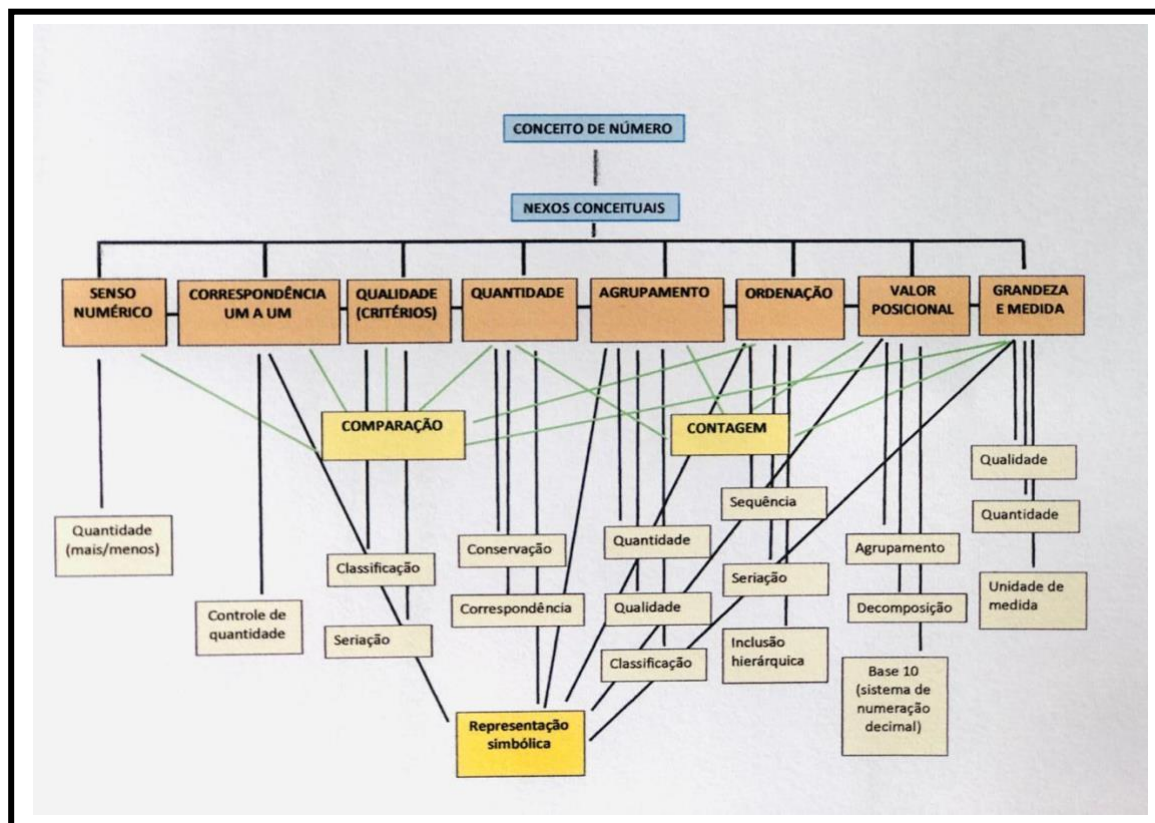 CONCEITO DE NÚMERO
NEXOS CONCEITUAIS
SENSO
NUMÉRICO
CORRESPONDÊNCIA
UM A UM
QUALIDADE
(CRITÉRIOS)
QUANTIDADE
AGRUPAMENTO
ORDENAÇÃO
VALOR
POSICIONAL
GRANDEZA
E MEDIDA
COMPARAÇÃO
CONTAGEM
Quantidade
(mais/menos)
Controle de
quantidade
Classificação
Seriação
Conservação
Correspondência
Quantidade
Qualidade
Classificação
Sequência
Seriação
Inclusão
hierárquica
Agrupamento
Decomposição
Base 10
(sistema de
numeração
decimal)
Qualidade
Quantidade
Unidade de
medida
Representação
simbólica